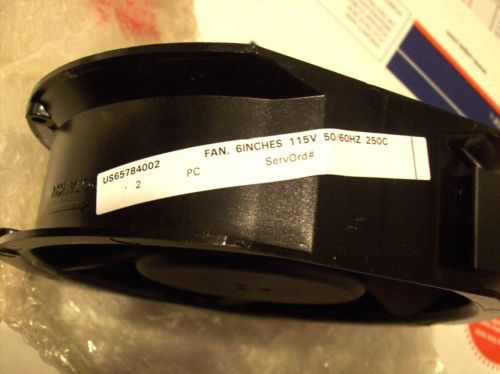 FAN, 6INCHES 115V 50/60HZ 250C
US65784002
2 PC ServOrd#